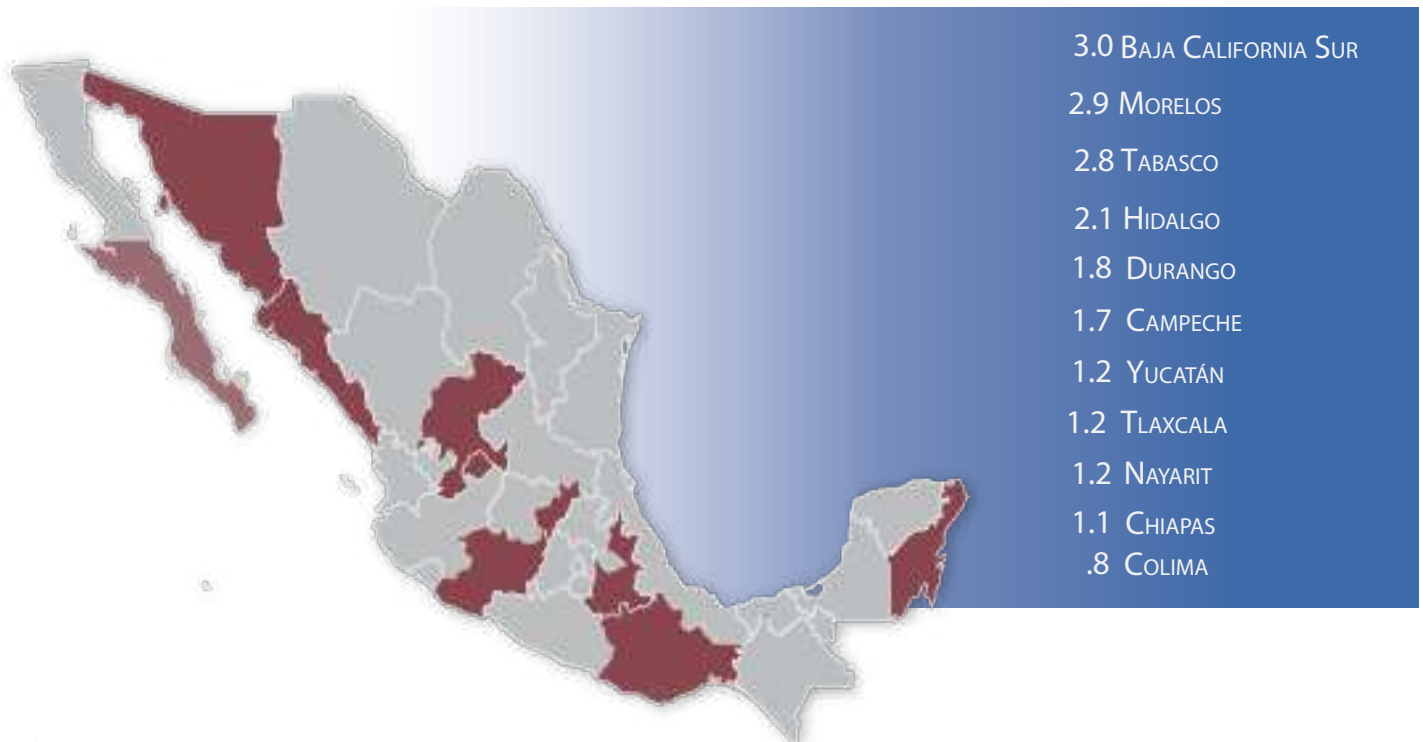 3.0 Baja California Sur
2.9 Morelos
2.8 Tabasco
2.1 Hidalgo
1.8 Durango
1.7 Campeche
1.2 Yucatán
1.2 Tlaxcala
1.2 Nayarit
1.1 Chiapas
.8 Colima